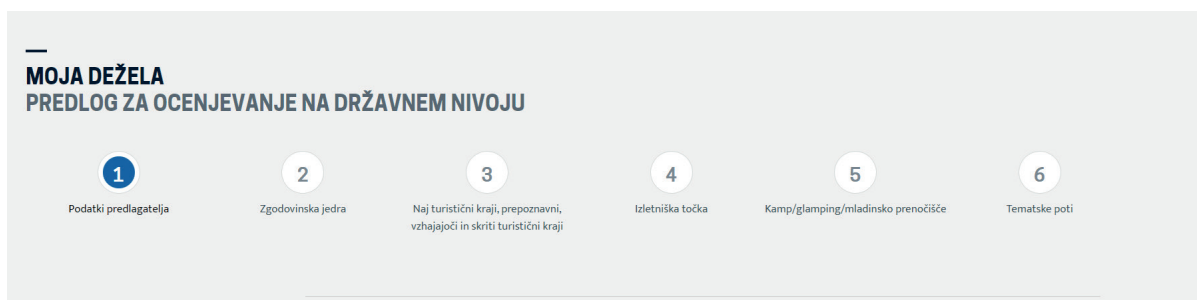 MOJA DEŽELA
PREDLOG ZA OCENJEVANJE NA DRŽAVNEM NIVOJU
1
Podatki predlagatelja
2
Zgodovinska jedra
3
Naj turistični kraji, prepoznavni,
vzhajajoči in skriti turistični kraji
4
Izletniška točka
5
Kamp/glamping/mladinsko prenočišče
6
Tematske poti